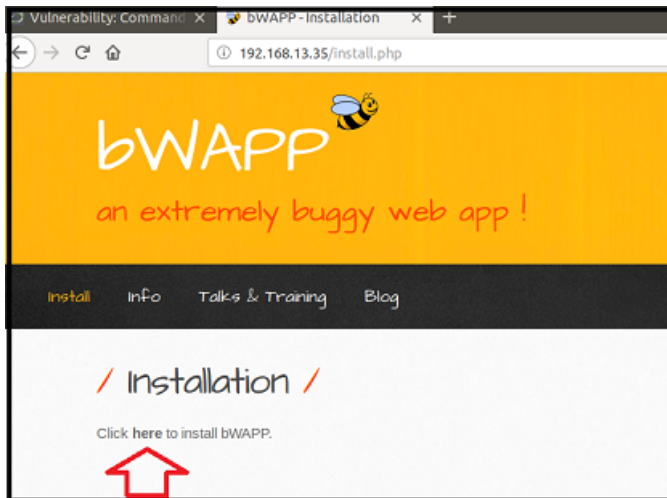 Vulnerability: Command
bWAPP - Installation
192.168.13.35/install.php
bWAPP
an extremely buggy web app !
Install Info Talks & Training Blog
/ Installation /
Click here to install bWAPP.